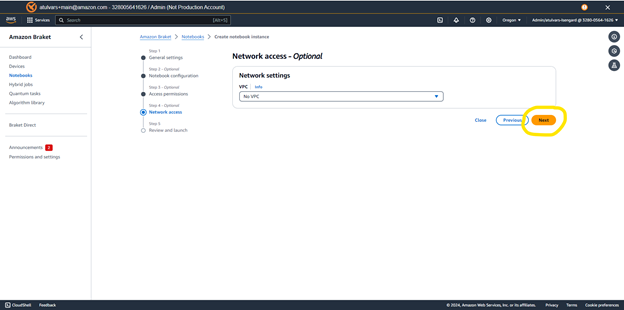 atulvars+main@amazon.com - 328005641626 / Admin (Not Production Account)
aws
Services
Search
[Alt+S]
Oregon
Admin/atulvars-Isengard @ 3280-0564-1626
Amazon Braket
Dashboard
Devices
Notebooks
Hybrid jobs
Quantum tasks
Algorithm library
Braket Direct
Announcements 2
Permissions and settings
Amazon Braket
Notebooks
Create notebook instance
Step 1
General settings
Step 2 - Optional
Notebook configuration
Step 3 - Optional
Access permissions
Step 4 - Optional
Network access
Step 5
Review and launch
Network access - Optional
Network settings
VPC
Info
No VPC
Close
Previous
Next
CloudShell
Feedback
© 2024, Amazon Web Services, Inc. or its affiliates.
Privacy
Terms
Cookie preferences